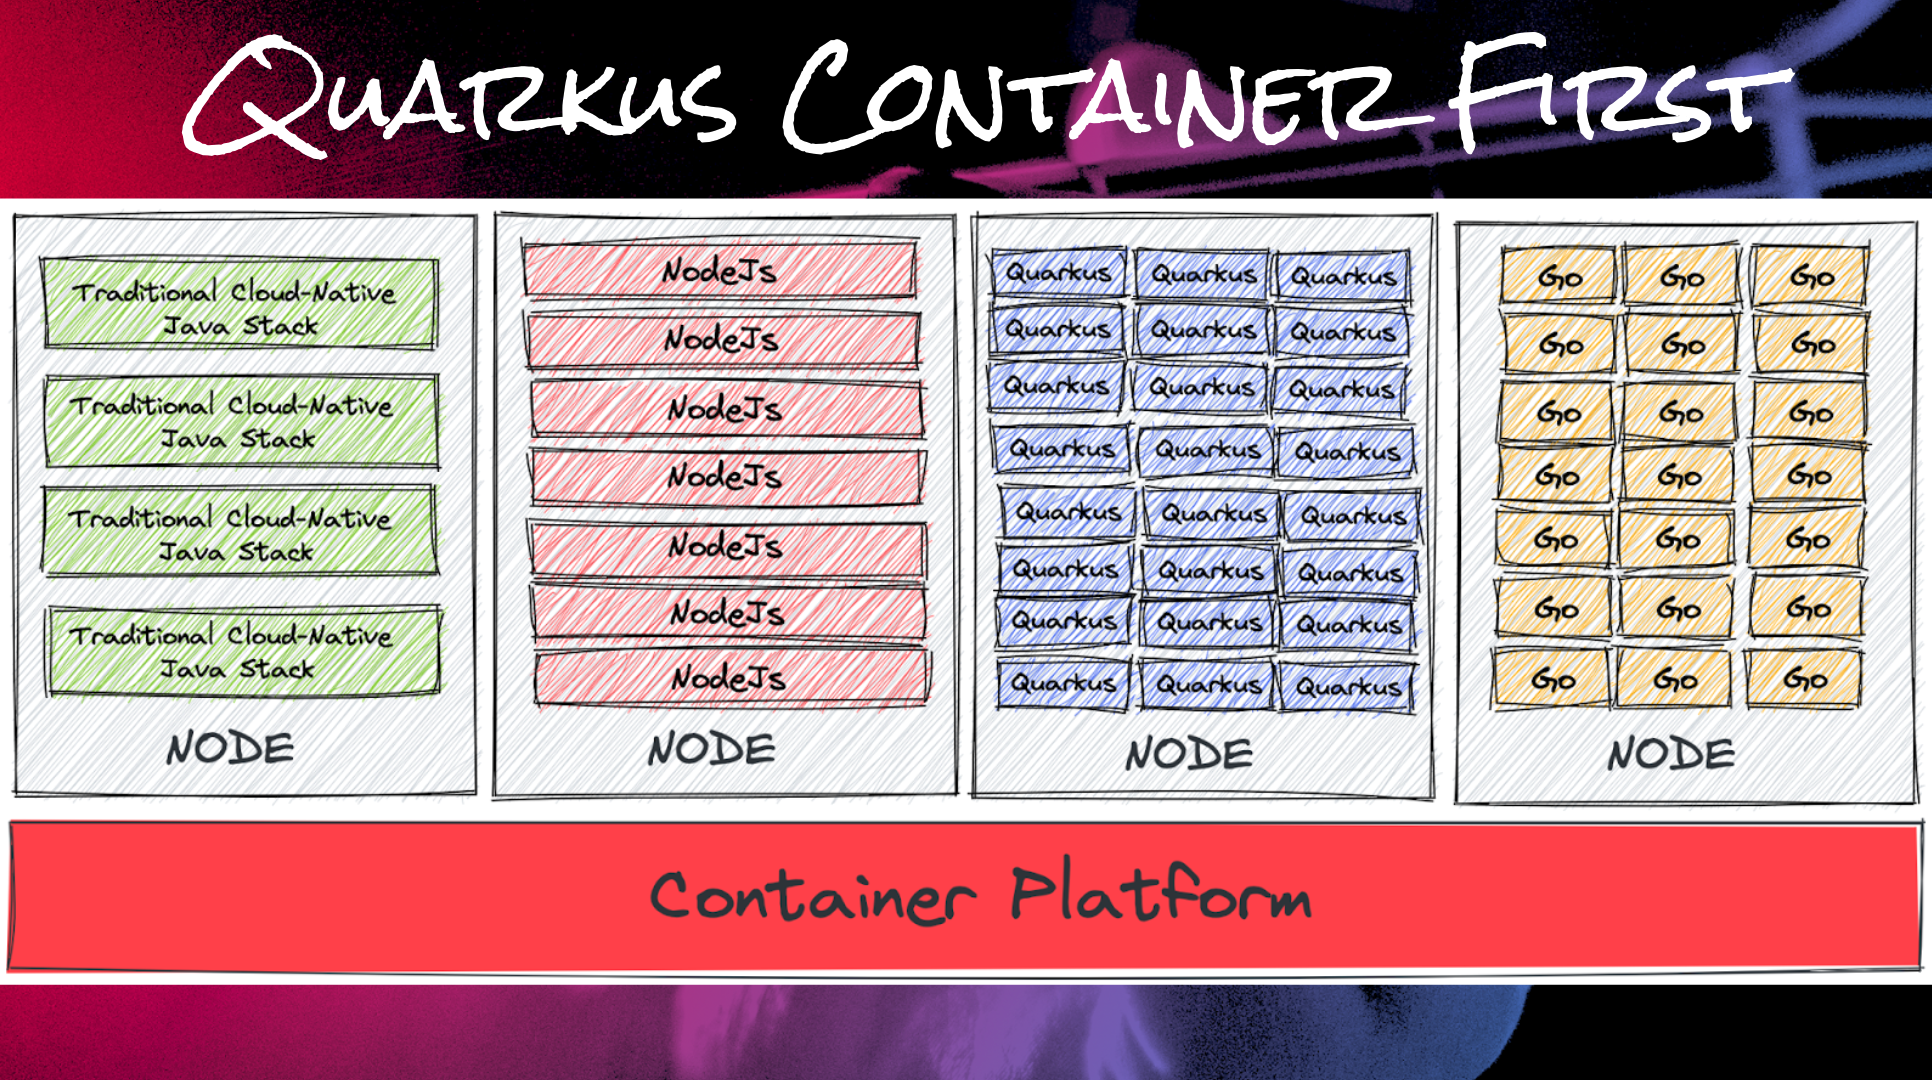 Quarkus Container First
Traditional Cloud-Native
Java Stack
Traditional Cloud-Native
Java Stack
Traditional Cloud-Native
Java Stack
Traditional Cloud-Native
Java Stack
NODE
NodeJs
NodeJs
NodeJs
NodeJs
NodeJs
NodeJs
NodeJs
NODE
Quarkus Quarkus Quarkus
Quarkus Quarkus Quarkus
Quarkus Quarkus Quarkus
Quarkus Quarkus Quarkus
Quarkus Quarkus Quarkus
Quarkus Quarkus Quarkus
Quarkus Quarkus Quarkus
Quarkus Quarkus Quarkus
NODE
Go Go Go
Go Go Go
Go Go Go
Go Go Go
Go Go Go
Go Go Go
Go Go Go
NODE
Container Platform